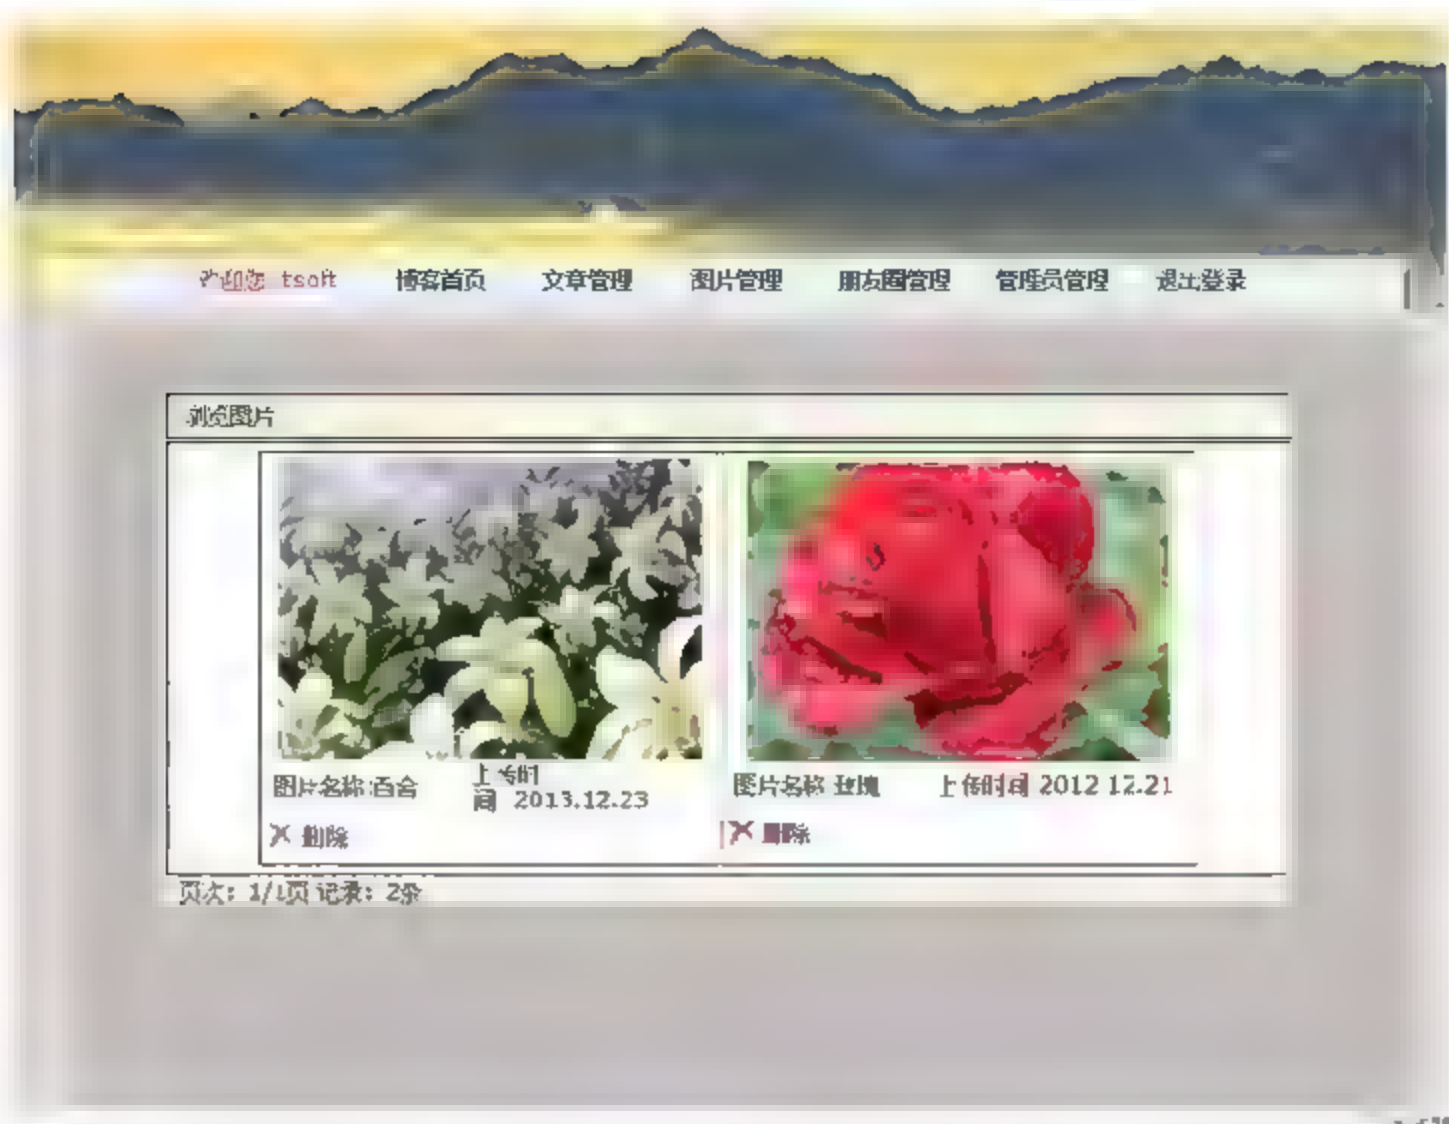 欢迎您 tsoft 博客首页 文章管理 图片管理 朋友圈管理 管理员管理 退出登录
浏览图片
图片名称:百合 上传时
间 2013.12.23
图片名称 玫瑰 上传时间 2012 12.21
删除
删除
页次：1/1页 记录：2条